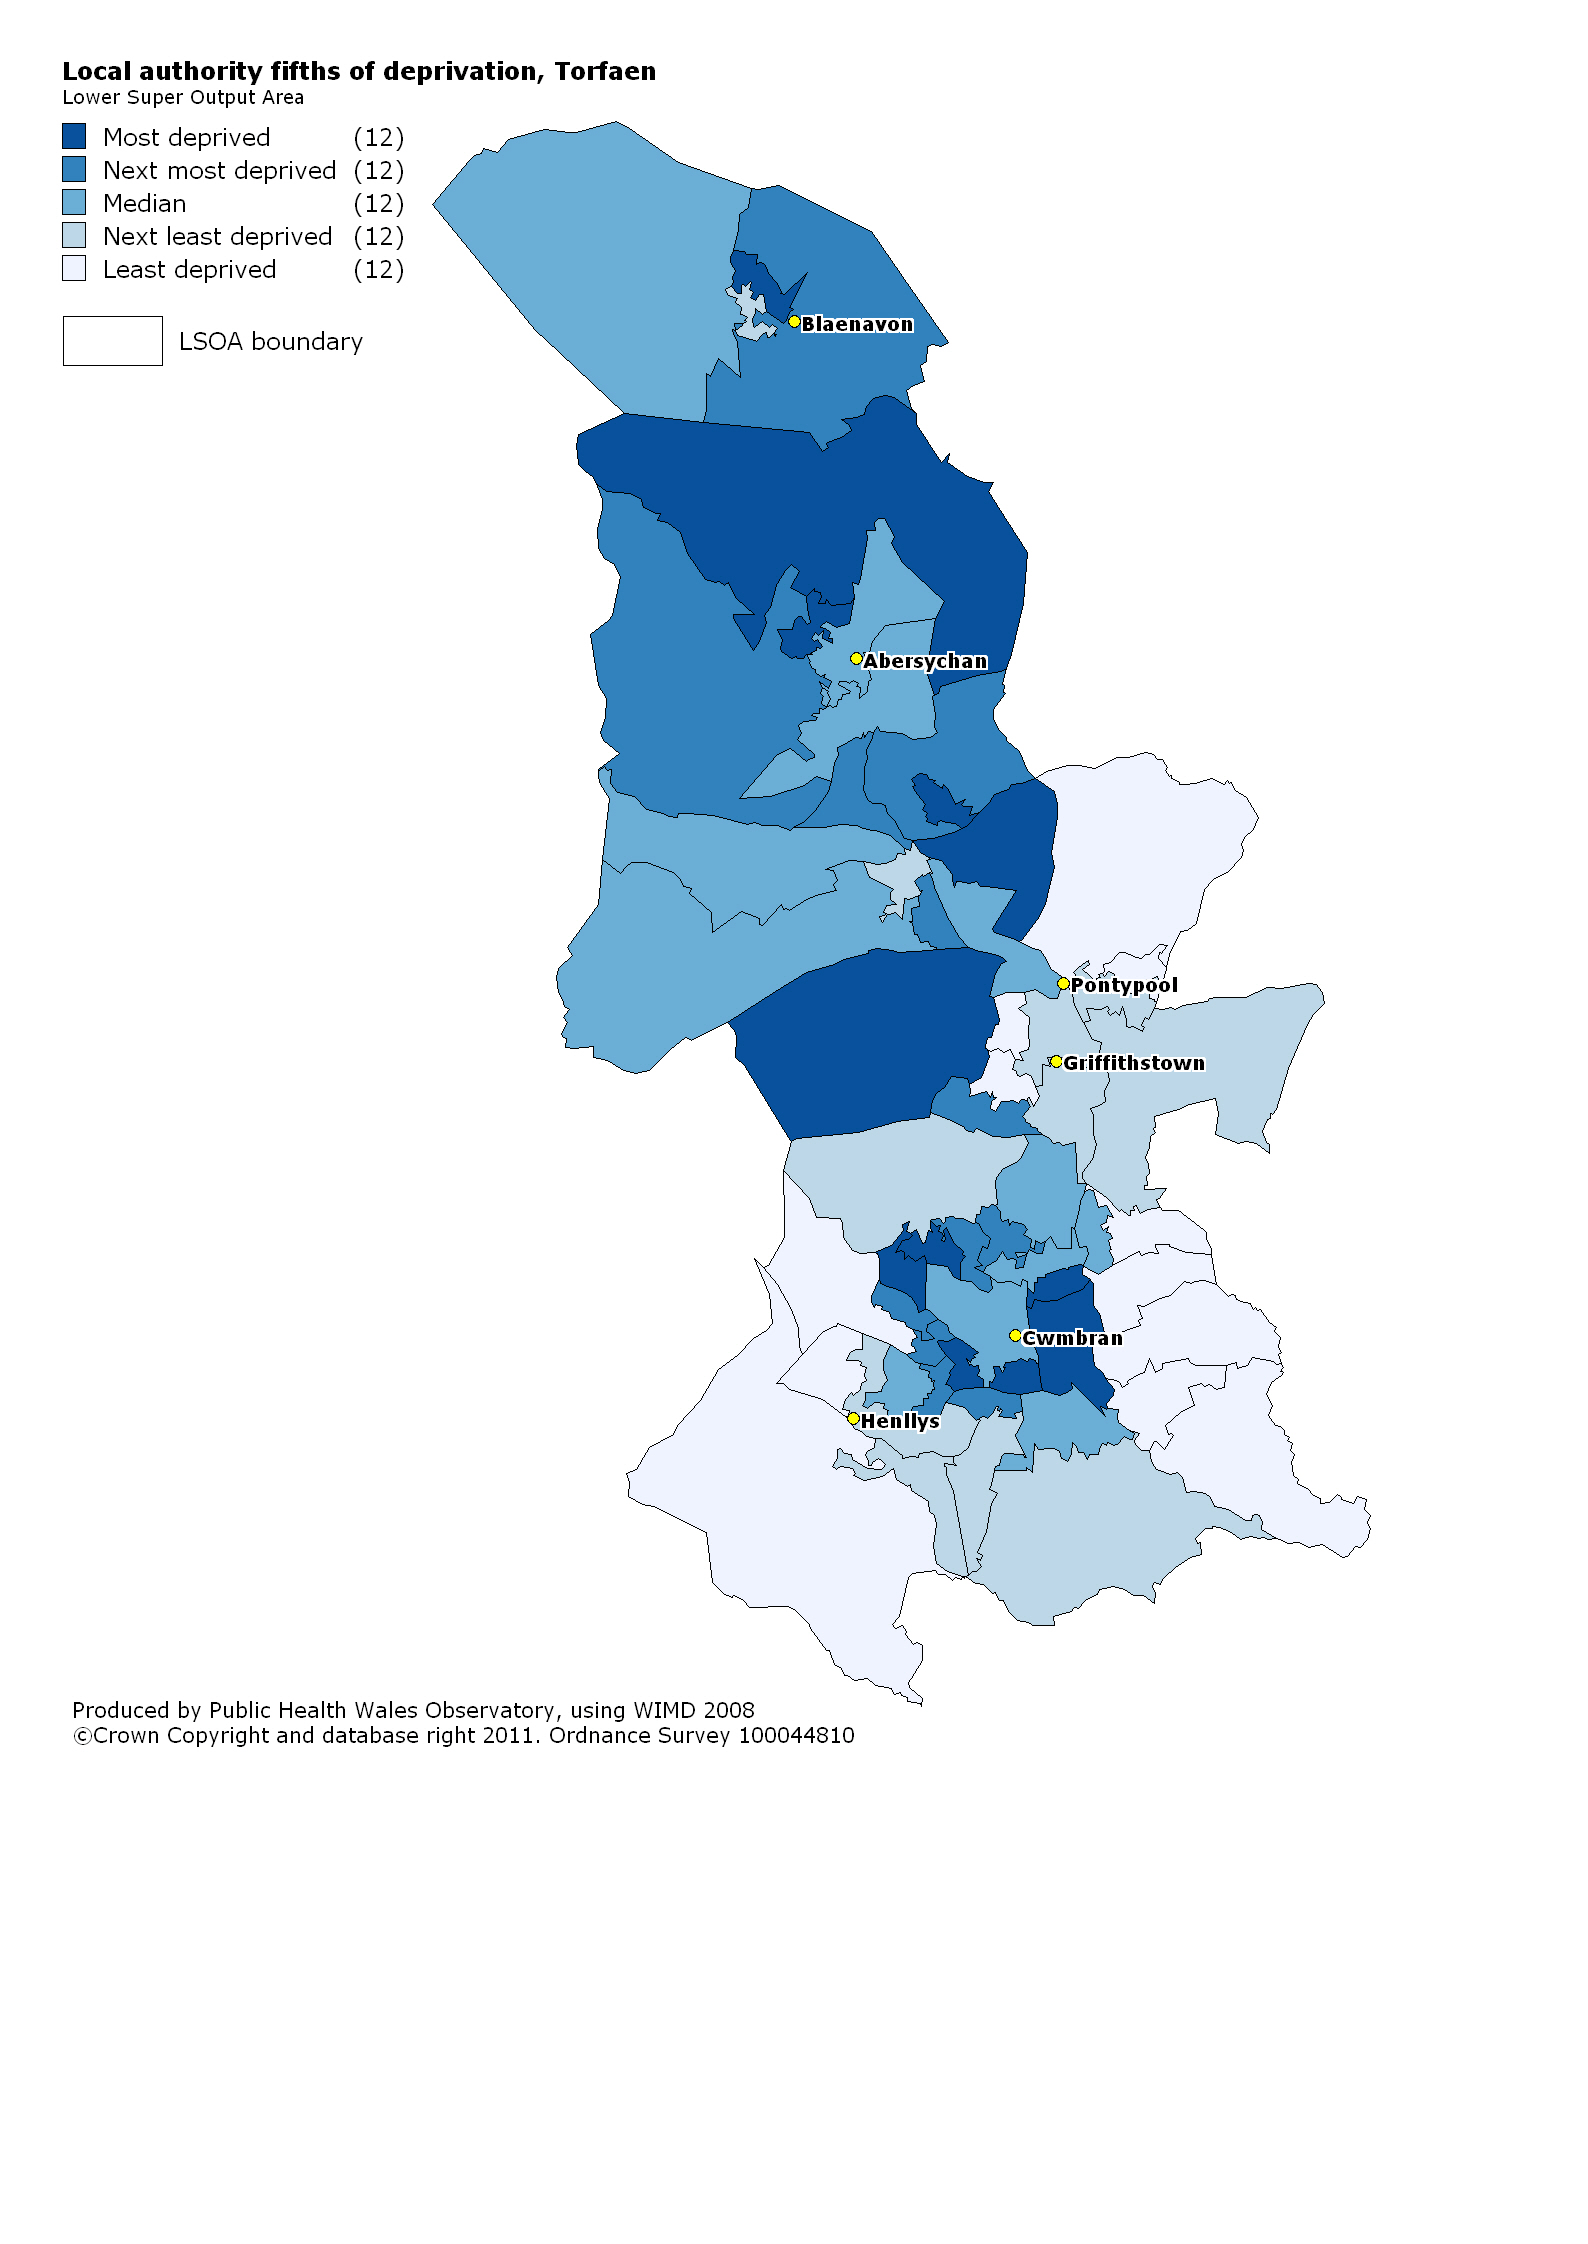 Local authority fifths of deprivation, Torfaen
Lower Super Output Area
Most deprived (12)
Next most deprived (12)
Median (12)
Next least deprived (12)
Least deprived (12)
LSOA boundary
Blaenavon
Abersychan
Pontypool
Griffithstown
Cwmbran
Henllys
Produced by Public Health Wales Observatory, using WIMD 2008
©Crown Copyright and database right 2011. Ordnance Survey 100044810